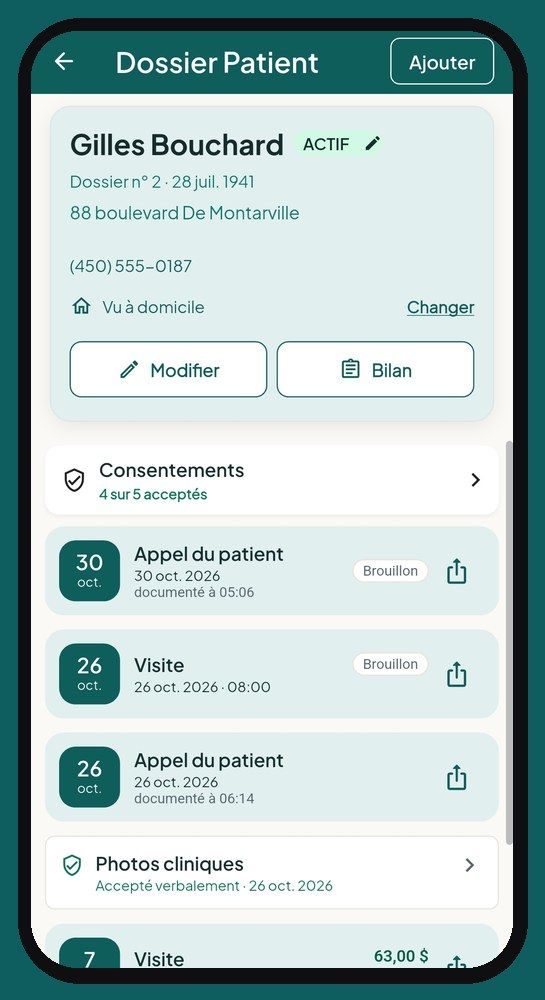 Dossier Patient
Ajouter
Gilles Bouchard
ACTIF
Dossier n° 2 · 28 juil. 1941
88 boulevard De Montarville
(450) 555-0187
Vu à domicile
Changer
Modifier
Bilan
Consentements
4 sur 5 acceptés
30
oct.
Appel du patient
30 oct. 2026
documenté à 05:06
Brouillon
26
oct.
Visite
26 oct. 2026 · 08:00
Brouillon
26
oct.
Appel du patient
26 oct. 2026
documenté à 06:14
Photos cliniques
Accepté verbalement · 26 oct. 2026
7
Visite
63,00 $